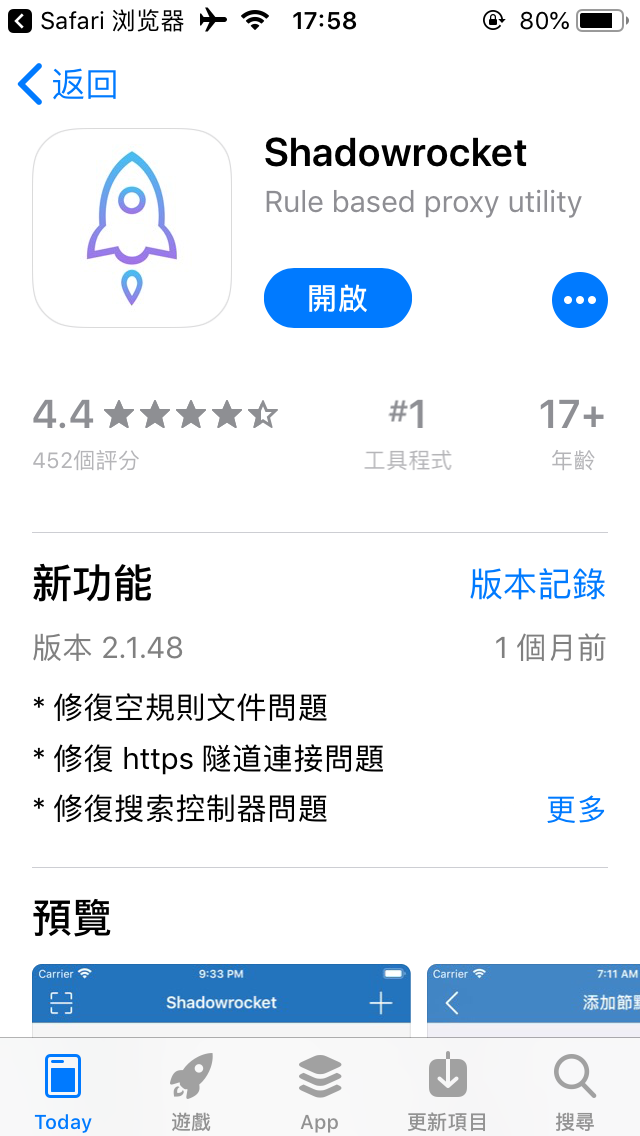 Safari 浏览器 17:58 80%
返回
Shadowrocket
Rule based proxy utility
開啟
4.4 #1 17+
452個評分 工具程式 年齡
新功能 版本記錄
版本 2.1.48 1 個月前
* 修復空規則文件問題
* 修復 https 隧道連接問題
* 修復搜索控制器問題 更多
預覽
Carrier 9:33 PM Carrier 7:11 AM
Shadowrocket 添加節點
Today 遊戲 App 更新項目 搜尋